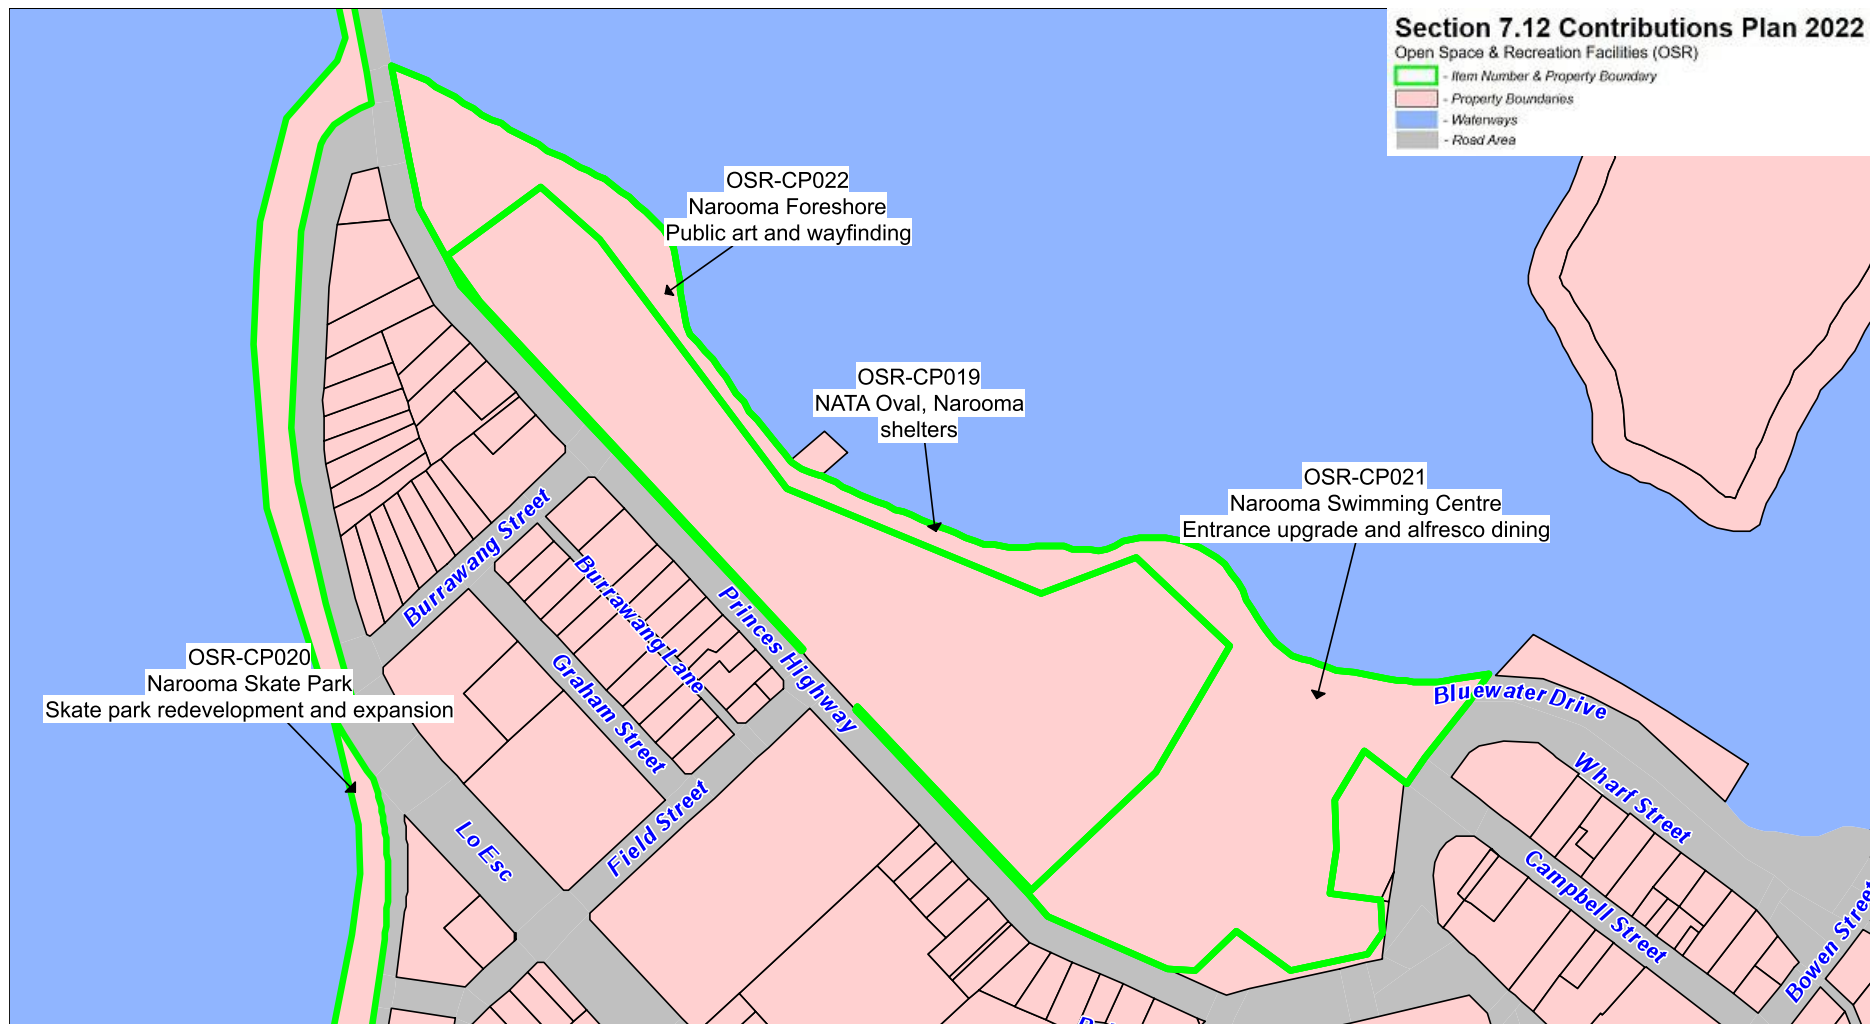 Section 7.12 Contributions Plan 2022
Open Space & Recreation Facilities (OSR)
- Item Number & Property Boundary
- Property Boundaries
- Waterways
- Road Area
OSR-CP022
Narooma Foreshore
Public art and wayfinding
OSR-CP019
NATA Oval, Narooma
shelters
OSR-CP021
Narooma Swimming Centre
Entrance upgrade and alfresco dining
OSR-CP020
Narooma Skate Park
Skate park redevelopment and expansion
Burrawang Street
Burrawang Lane
Princes Highway
Graham Street
Field Street
Lo Esc
Bluewater Drive
Wharf Street
Campbell Street
Bowen Street